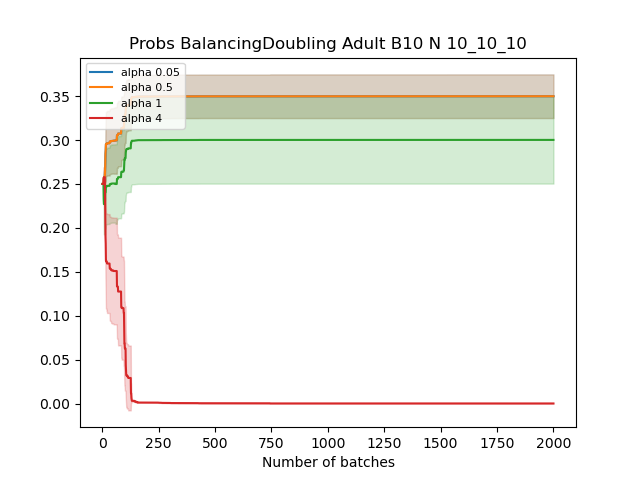 Probs BalancingDoubling Adult B10 N 10_10_10
alpha 0.05
alpha 0.5
alpha 1
alpha 4
0.35
0.30
0.25
0.20
0.15
0.10
0.05
0.00
0 250 500 750 1000 1250 1500 1750 2000
Number of batches